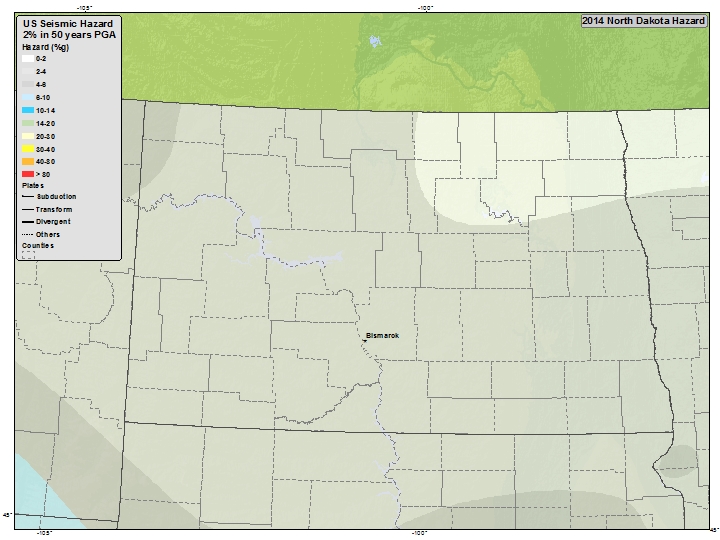 -105°
-100°
US Seismic Hazard
2% in 50 years PGA
Hazard (%g)
0-2
2-4
4-6
6-10
10-14
14-20
20-30
30-40
40-80
> 80
Plates
Subduction
Transform
Divergent
Others
Counties
2014 North Dakota Hazard
Bismarck
45°
45°
-105°
-100°